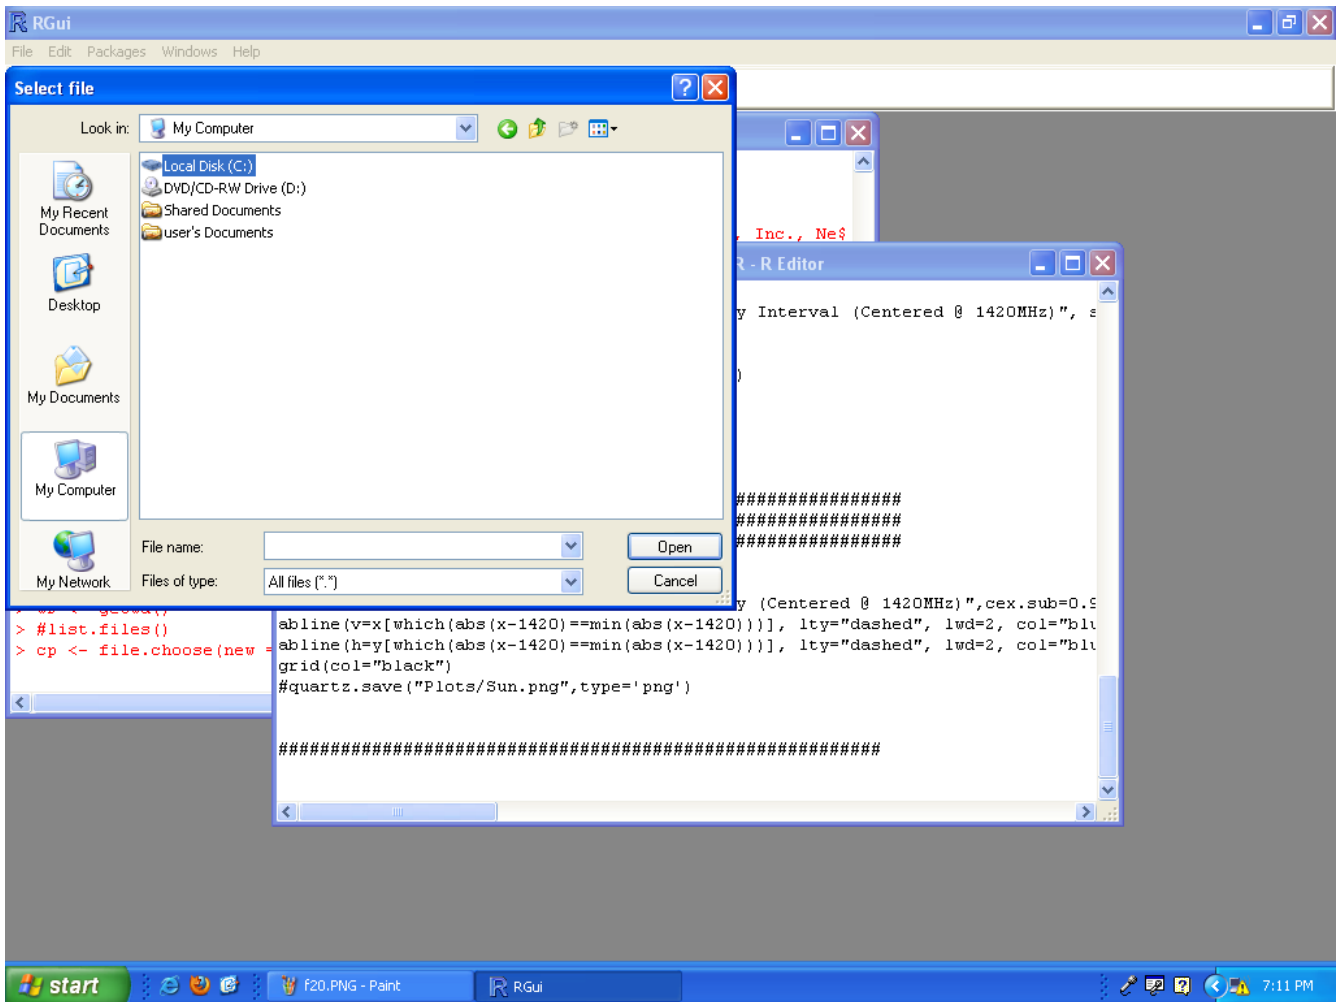 RGui
File Edit Packages Windows Help
Select file
Look in: My Computer
My Recent Documents
Desktop
My Documents
My Computer
My Network
Local Disk (C:)
DVD/CD-RW Drive (D:)
Shared Documents
user's Documents
File name: Open
Files of type: All files (*.*) Cancel
, Inc., Ne$
R - R Editor
y Interval (Centered @ 1420MHz)", s
)
################
################
################
y (Centered @ 1420MHz)",cex.sub=0.9
> #list.files()
> cp <- file.choose(new =
abline(v=x[which(abs(x-1420)==min(abs(x-1420)))], lty="dashed", lwd=2, col="blu
abline(h=y[which(abs(x-1420)==min(abs(x-1420)))], lty="dashed", lwd=2, col="blu
grid(col="black")
#quartz.save("Plots/Sun.png",type='png')
##########################################################
start f20.PNG - Paint RGui 7:11 PM